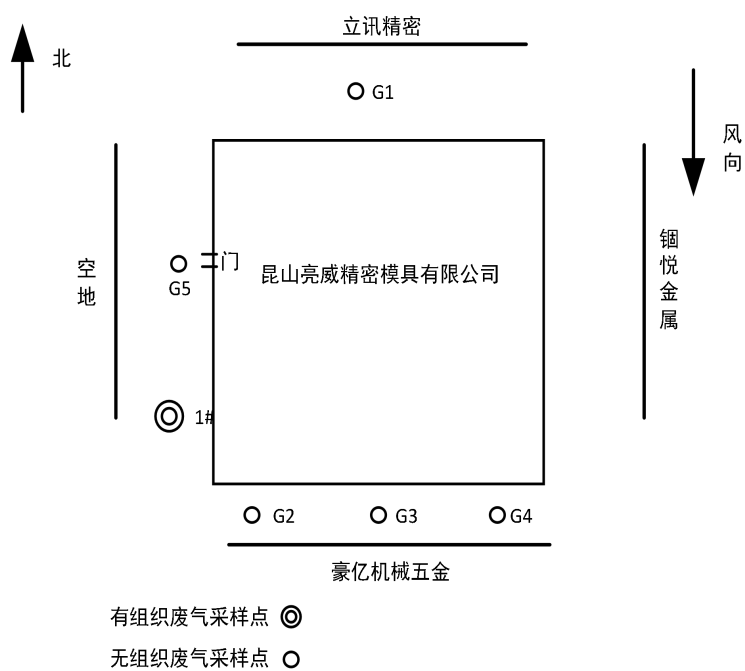 立讯精密
北
G1
风向
空地
G5
门
昆山亮威精密模具有限公司
锢悦金属
1#
G2
G3
G4
豪亿机械五金
有组织废气采样点
无组织废气采样点